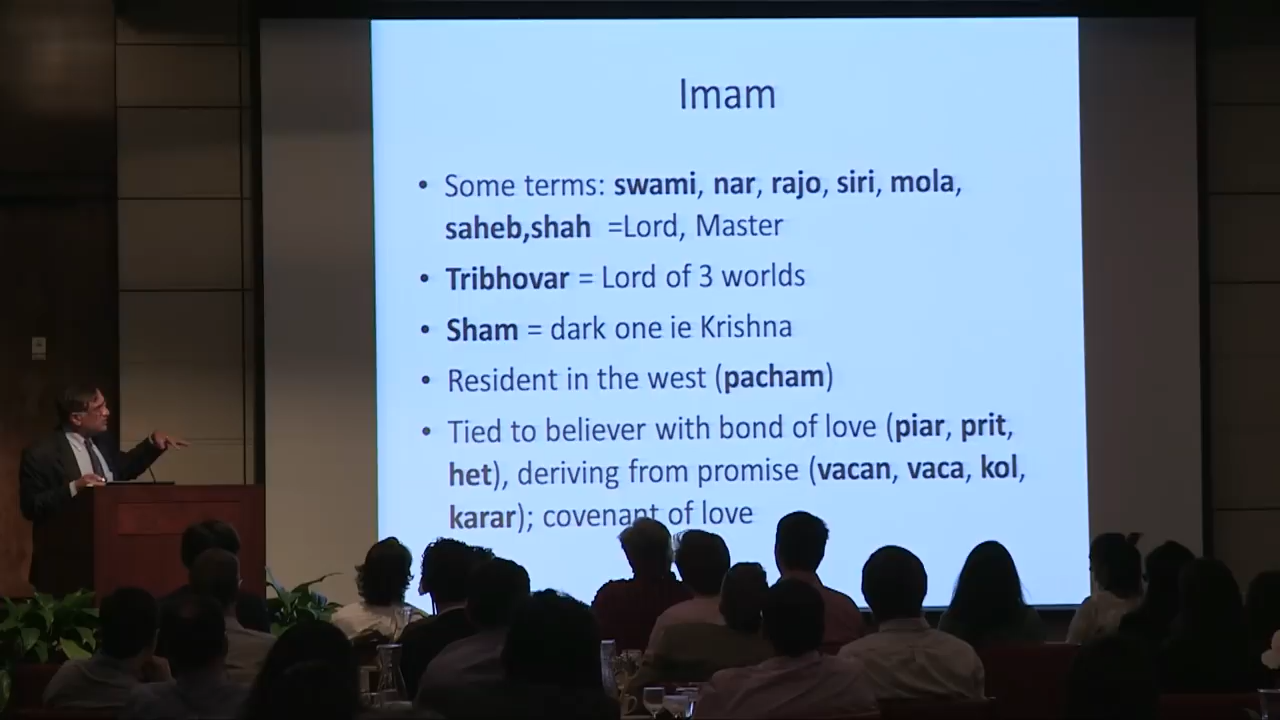 Imam
• Some terms: swami, nar, rajo, siri, mola,
saheb,shah =Lord, Master
• Tribhovar = Lord of 3 worlds
• Sham = dark one ie Krishna
• Resident in the west (pacham)
• Tied to believer with bond of love (piar, prit,
het), deriving from promise (vacan, vaca, kol,
karar); covenant of love